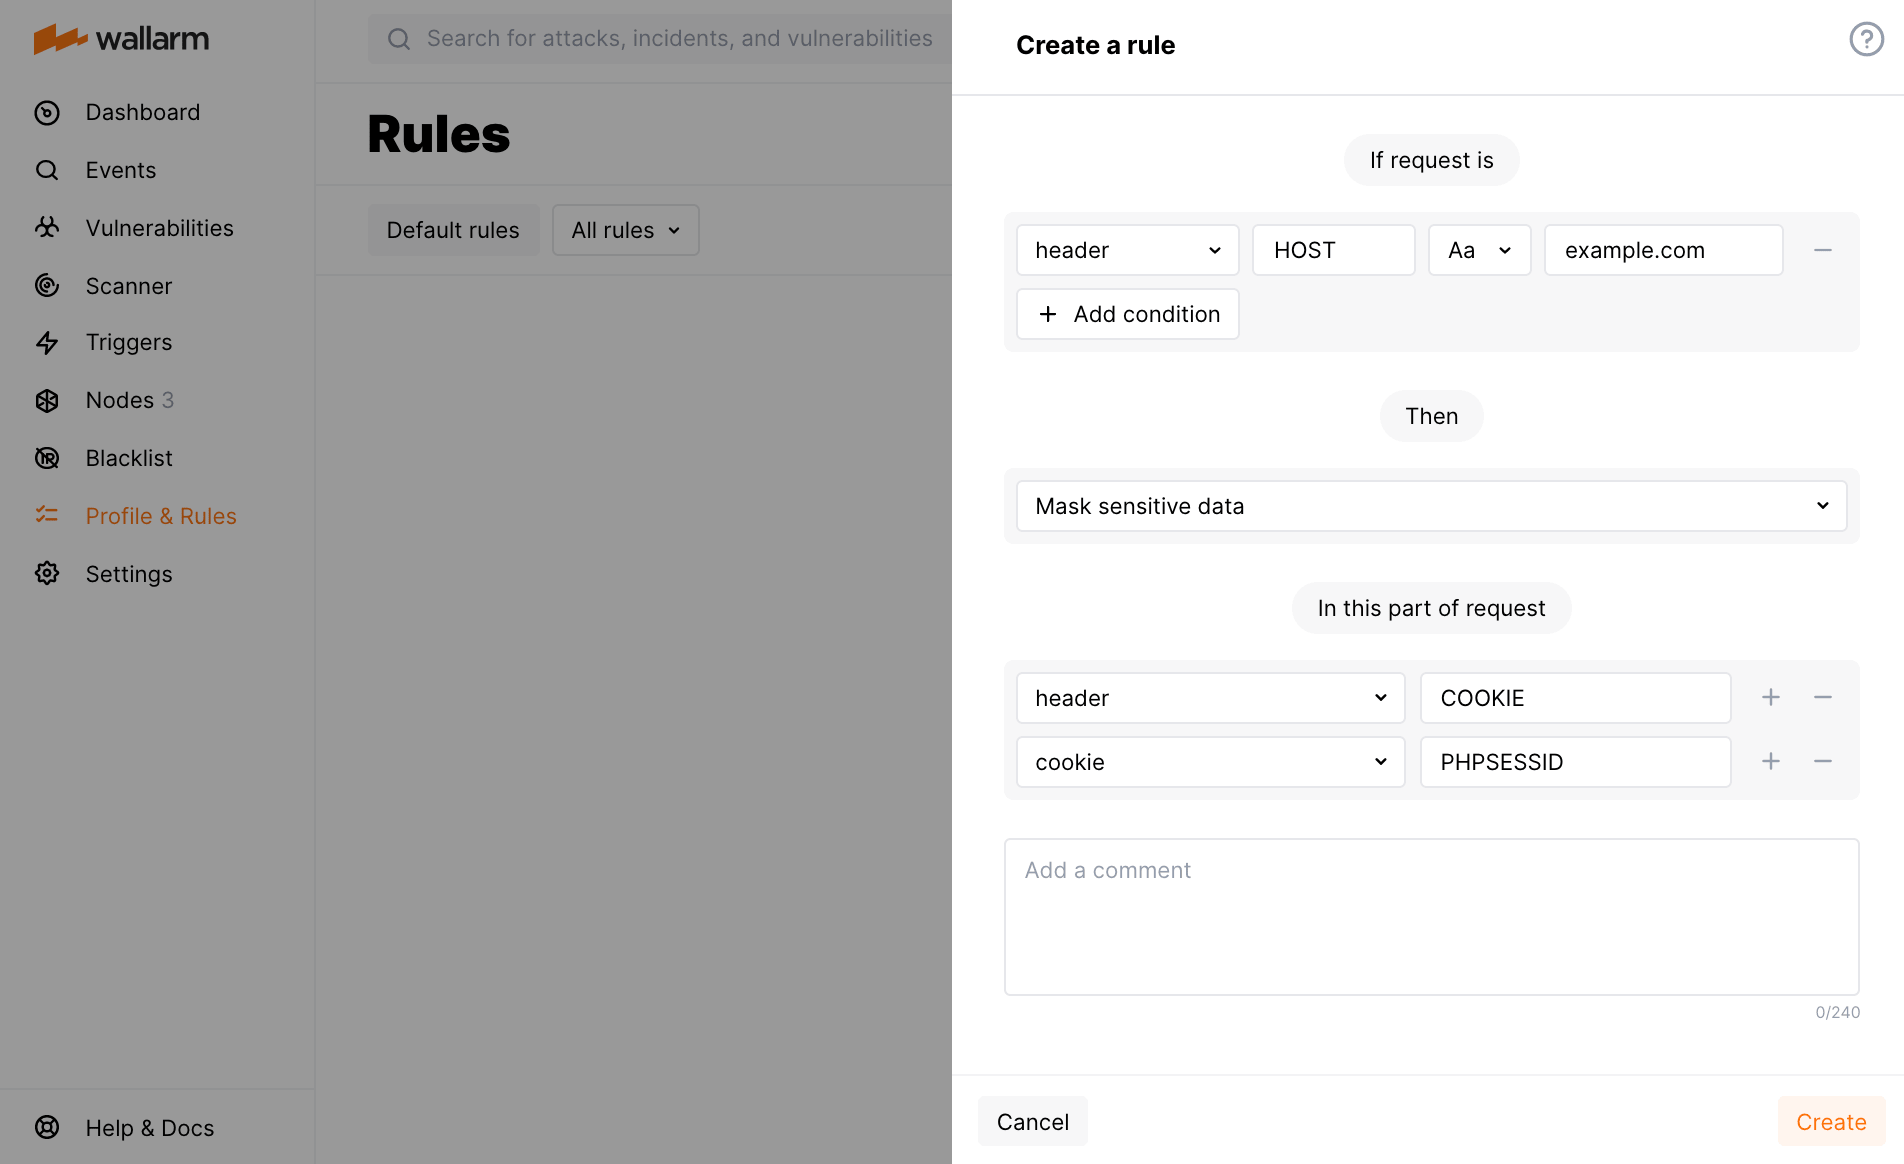 wallarm
Dashboard
Events
Vulnerabilities
Scanner
Triggers
Nodes 3
Blacklist
Profile & Rules
Settings
Help & Docs
Search for attacks, incidents, and vulnerabilities
Rules
Default rules All rules
Create a rule
?
If request is
header HOST Aa example.com
+ Add condition
Then
Mask sensitive data
In this part of request
header COOKIE + −
cookie PHPSESSID + −
Add a comment
0/240
Cancel Create